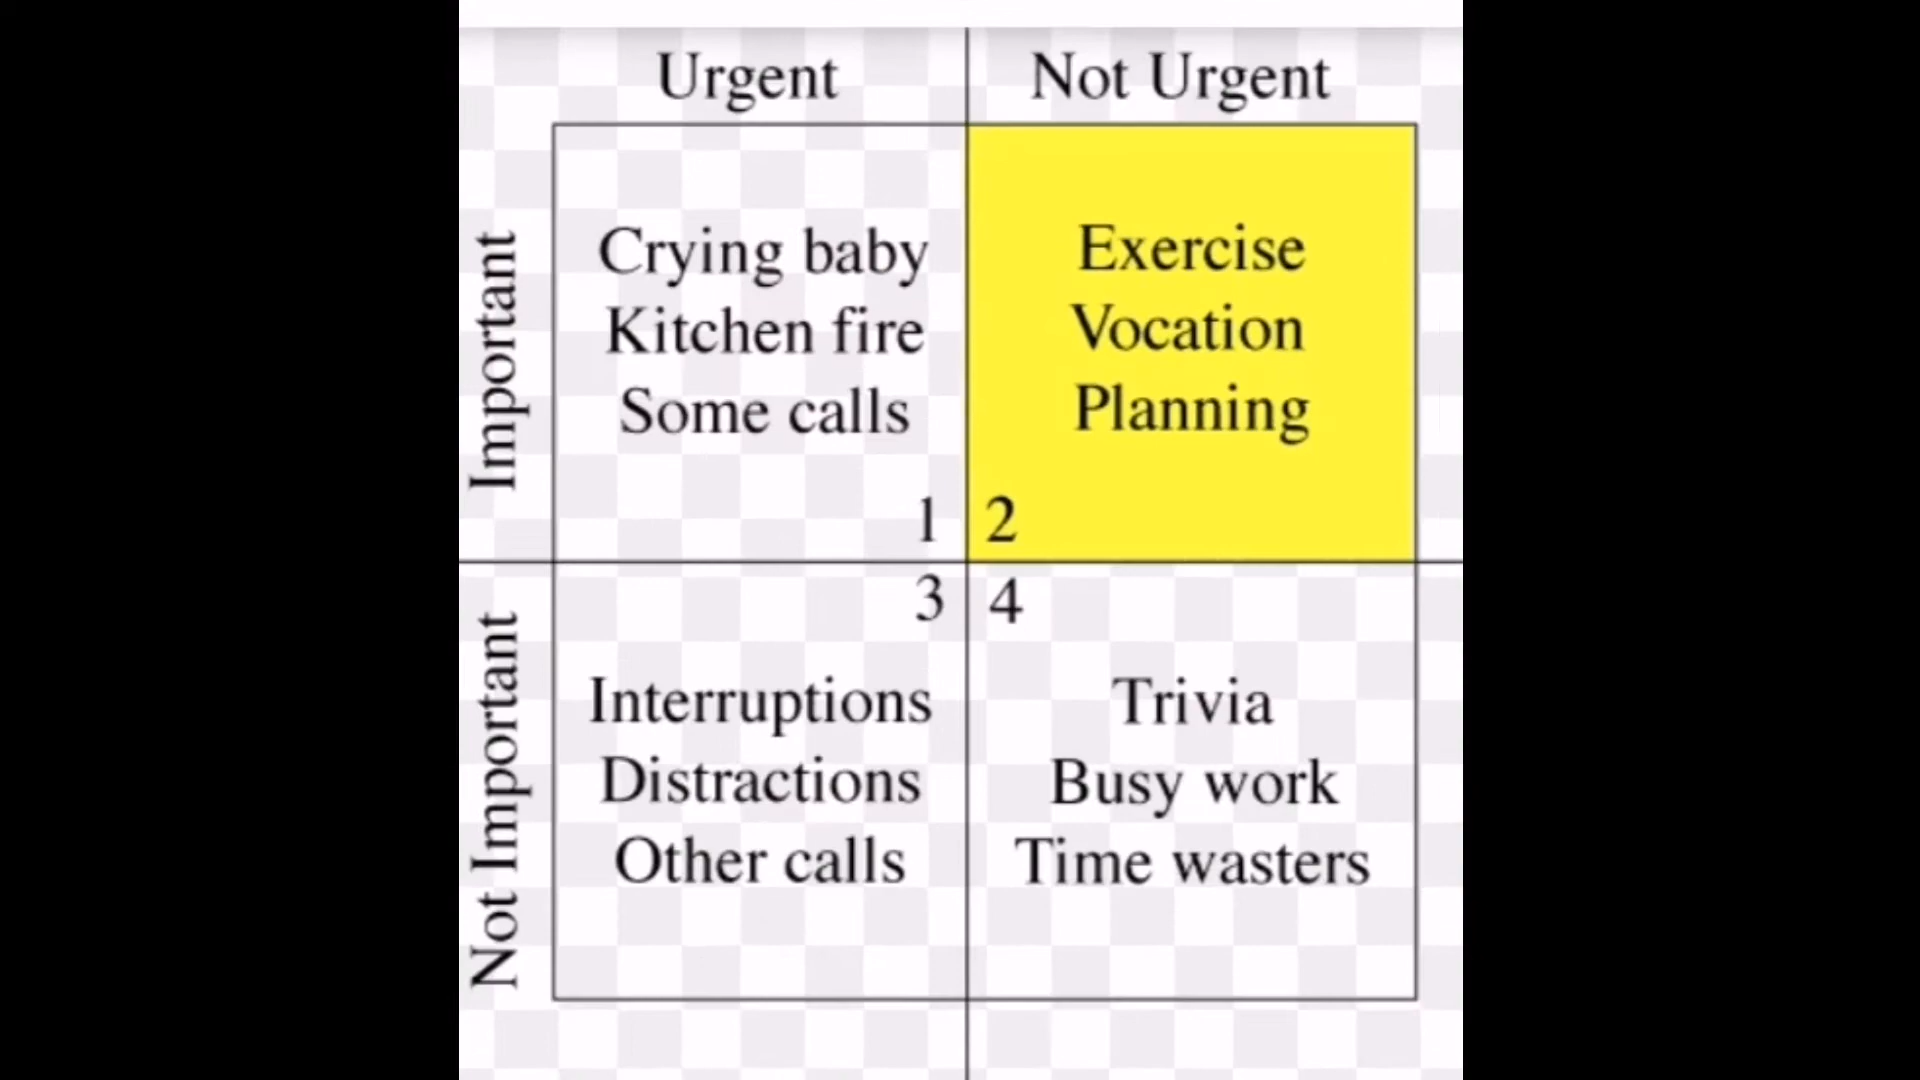 Urgent
Not Urgent
Important
Crying baby
Kitchen fire
Some calls
1
Exercise
Vocation
Planning
2
Not Important
3
Interruptions
Distractions
Other calls
4
Trivia
Busy work
Time wasters